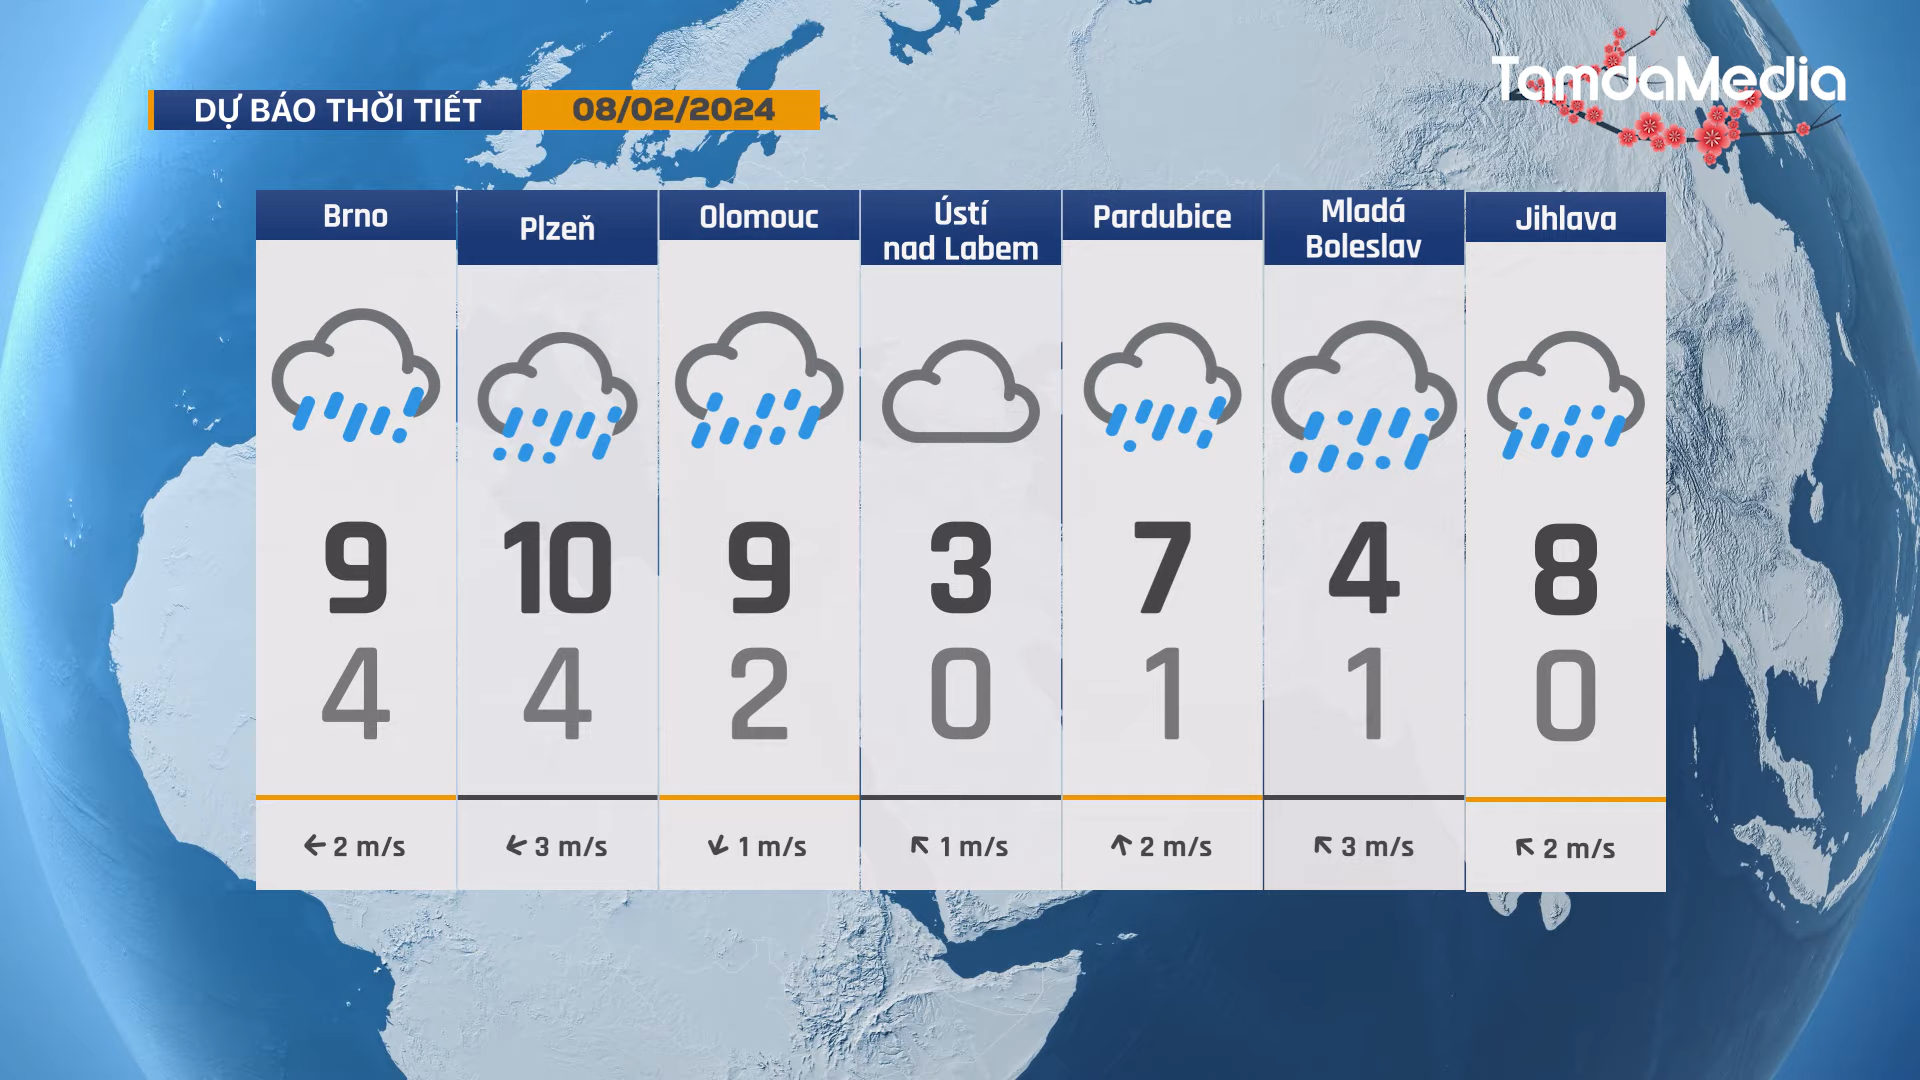 TamdaMedia
DỰ BÁO THỜI TIẾT 08/02/2024
Brno
9
4
2 m/s
Plzeň
10
4
3 m/s
Olomouc
9
2
1 m/s
Ústí
nad Labem
3
0
1 m/s
Pardubice
7
1
2 m/s
Mladá
Boleslav
4
1
3 m/s
Jihlava
8
0
2 m/s